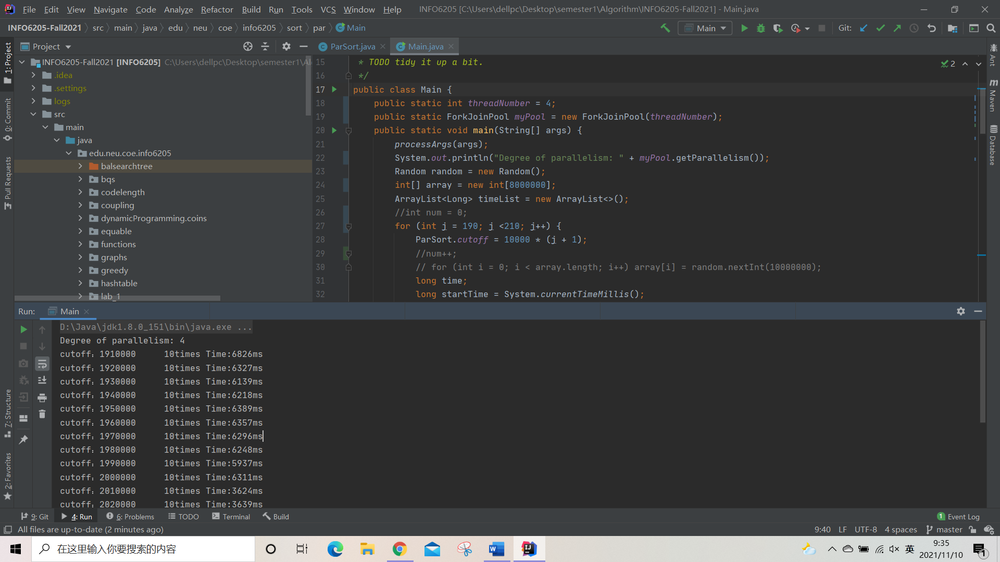 File Edit View Navigate Code Analyze Refactor Build Run Tools VCS Window Help INFO6205 [C:\Users\dellpc\Desktop\semester1\Algorithm\INFO6205-Fall2021] - Main.java
INFO6205-Fall2021 src main java edu neu coe info6205 sort par Main
Main
Git:
Project
ParSort.java
Main.java
1: Project
0: Commit
Pull Requests
7: Structure
2: Favorites
Ant
Maven
Database
INFO6205-Fall2021 [INFO6205] C:\Users\dellpc\Desktop\semester1\Al
.idea
.settings
logs
src
main
java
edu.neu.coe.info6205
balsearchtree
bqs
codelength
coupling
dynamicProgramming.coins
equable
functions
graphs
greedy
hashtable
lab_1
2
15 * TODO tidy it up a bit.
16 */
17 public class Main {
18 public static int threadNumber = 4;
19 public static ForkJoinPool myPool = new ForkJoinPool(threadNumber);
20 public static void main(String[] args) {
21 processArgs(args);
22 System.out.println("Degree of parallelism: " + myPool.getParallelism());
23 Random random = new Random();
24 int[] array = new int[8000000];
25 ArrayList<Long> timeList = new ArrayList<>();
26 //int num = 0;
27 for (int j = 190; j <210; j++) {
28 ParSort.cutoff = 10000 * (j + 1);
29 //num++;
30 // for (int i = 0; i < array.length; i++) array[i] = random.nextInt(10000000);
31 long time;
32 long startTime = System.currentTimeMillis();
Run: Main
D:\Java\jdk1.8.0_151\bin\java.exe ...
Degree of parallelism: 4
cutoff：1910000 10times Time:6826ms
cutoff：1920000 10times Time:6327ms
cutoff：1930000 10times Time:6139ms
cutoff：1940000 10times Time:6218ms
cutoff：1950000 10times Time:6389ms
cutoff：1960000 10times Time:6357ms
cutoff：1970000 10times Time:6296ms
cutoff：1980000 10times Time:6248ms
cutoff：1990000 10times Time:5937ms
cutoff：2000000 10times Time:6311ms
cutoff：2010000 10times Time:3624ms
cutoff：2020000 10times Time:3639ms
9: Git 4: Run 6: Problems TODO Terminal Build 1 Event Log
All files are up-to-date (2 minutes ago) 9:40 LF UTF-8 4 spaces master
在这里输入你要搜索的内容
英
9:35
2021/11/10
1